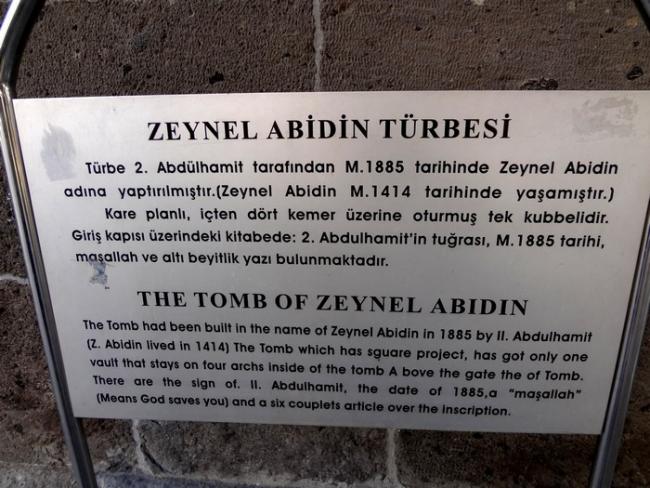 ZEYNEL ABİDİN TÜRBESİ
Türbe 2. Abdülhamit tarafından M.1885 tarihinde Zeynel Abidin
adına yaptırılmıştır.(Zeynel Abidin M.1414 tarihinde yaşamıştır.)
Kare planlı, içten dört kemer üzerine oturmuş tek kubbelidir.
Giriş kapısı üzerindeki kitabede: 2. Abdulhamit'in tuğrası, M.1885 tarihi,
maşallah ve altı beyitlik yazı bulunmaktadır.
THE TOMB OF ZEYNEL ABIDIN
The Tomb had been built in the name of Zeynel Abidin in 1885 by II. Abdulhamit
(Z. Abidin lived in 1414) The Tomb which has sguare project, has got only one
vault that stays on four archs inside of the tomb A bove the gate the of Tomb.
There are the sign of. II. Abdulhamit, the date of 1885,a "maşallah"
(Means God saves you) and a six couplets article over the inscription.